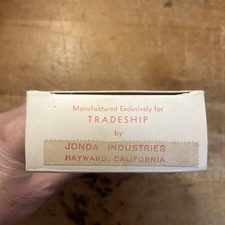 Manufactured Exclusively for
TRADESHIP
by
JONDA INDUSTRIES
HAYWARD, CALIFORNIA